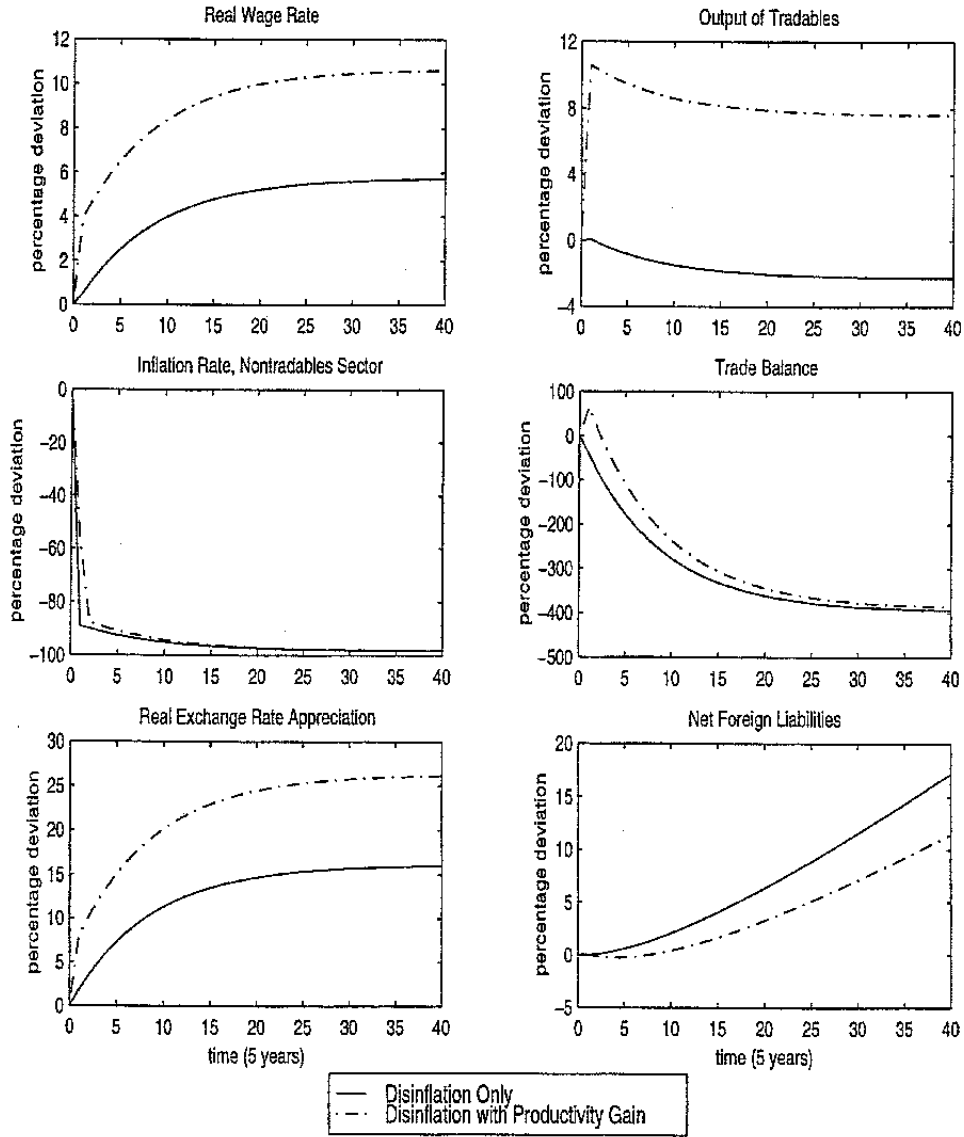 Real Wage Rate
percentage deviation
12
10
8
6
4
2
0
0 5 10 15 20 25 30 35 40
Output of Tradables
percentage deviation
12
8
4
0
-4
0 5 10 15 20 25 30 35 40
Inflation Rate, Nontradables Sector
percentage deviation
0
-20
-40
-60
-80
-100
0 5 10 15 20 25 30 35 40
Trade Balance
percentage deviation
100
0
-100
-200
-300
-400
-500
0 5 10 15 20 25 30 35 40
Real Exchange Rate Appreciation
percentage deviation
30
25
20
15
10
5
0
0 5 10 15 20 25 30 35 40
time (5 years)
Net Foreign Liabilities
percentage deviation
20
15
10
5
0
-5
0 5 10 15 20 25 30 35 40
time (5 years)
Disinflation Only
Disinflation with Productivity Gain